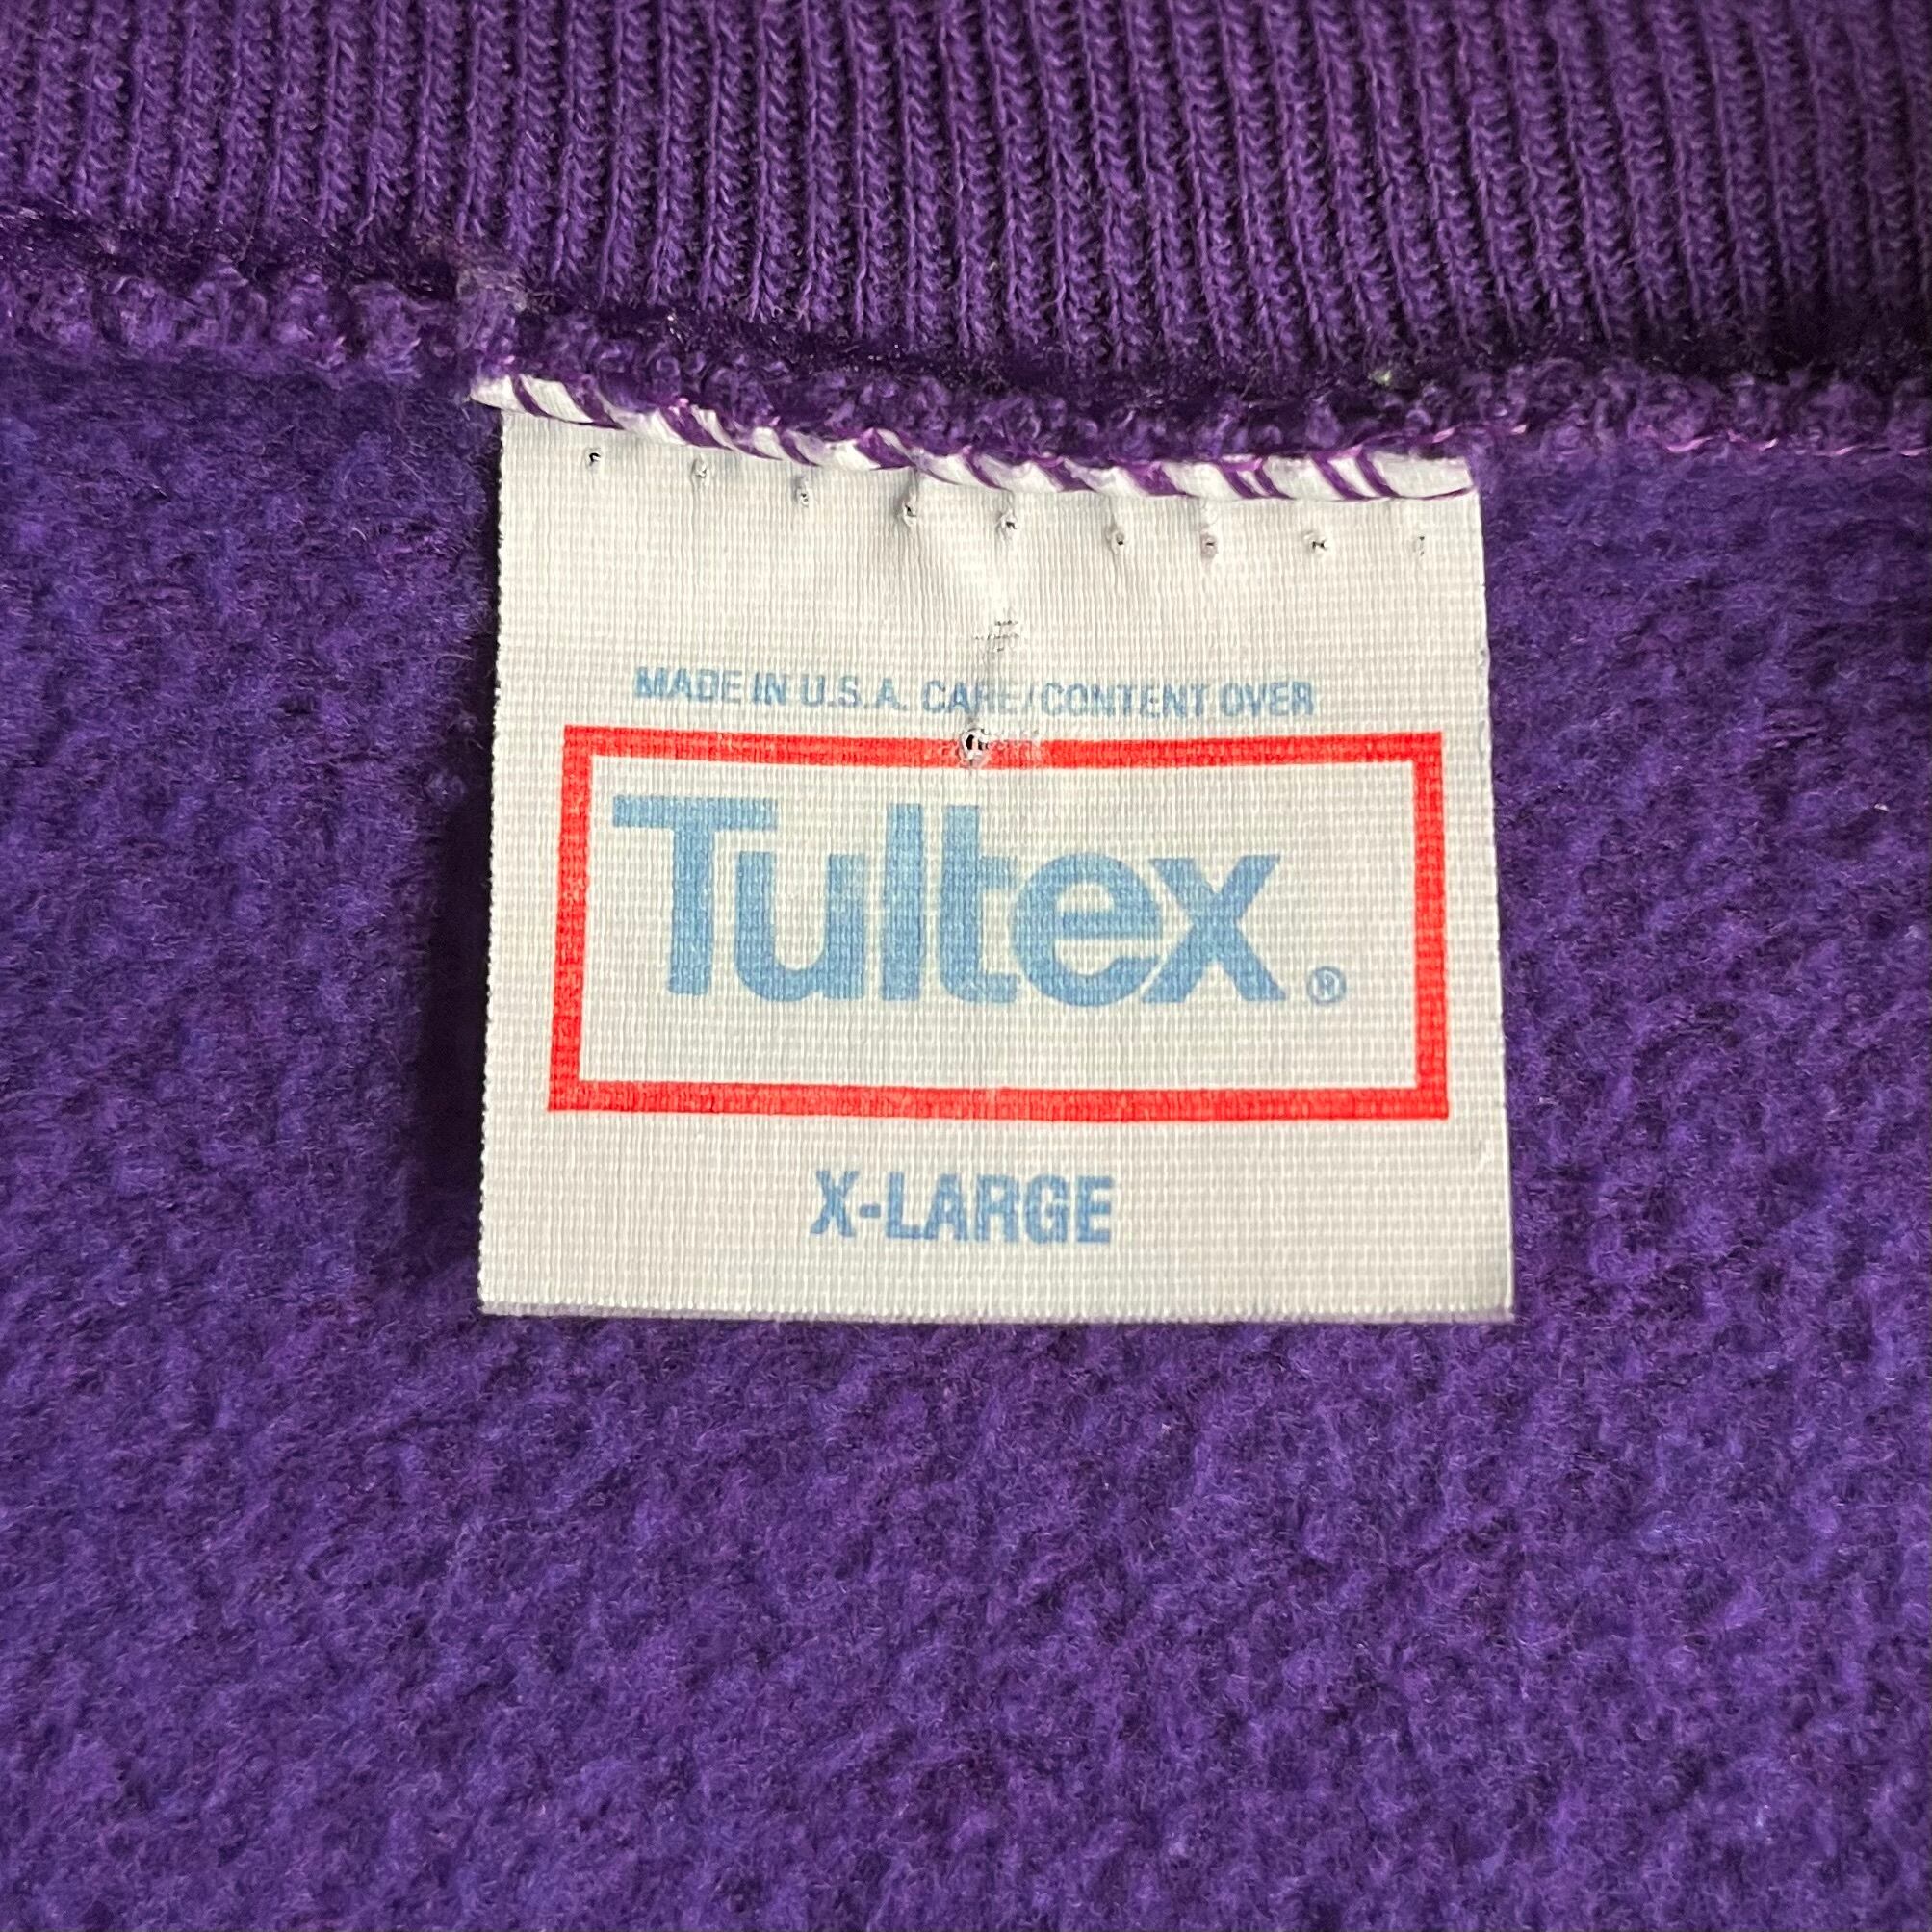 MADE IN U.S.A. CARE/CONTENT OVER
Tultex®
X-LARGE